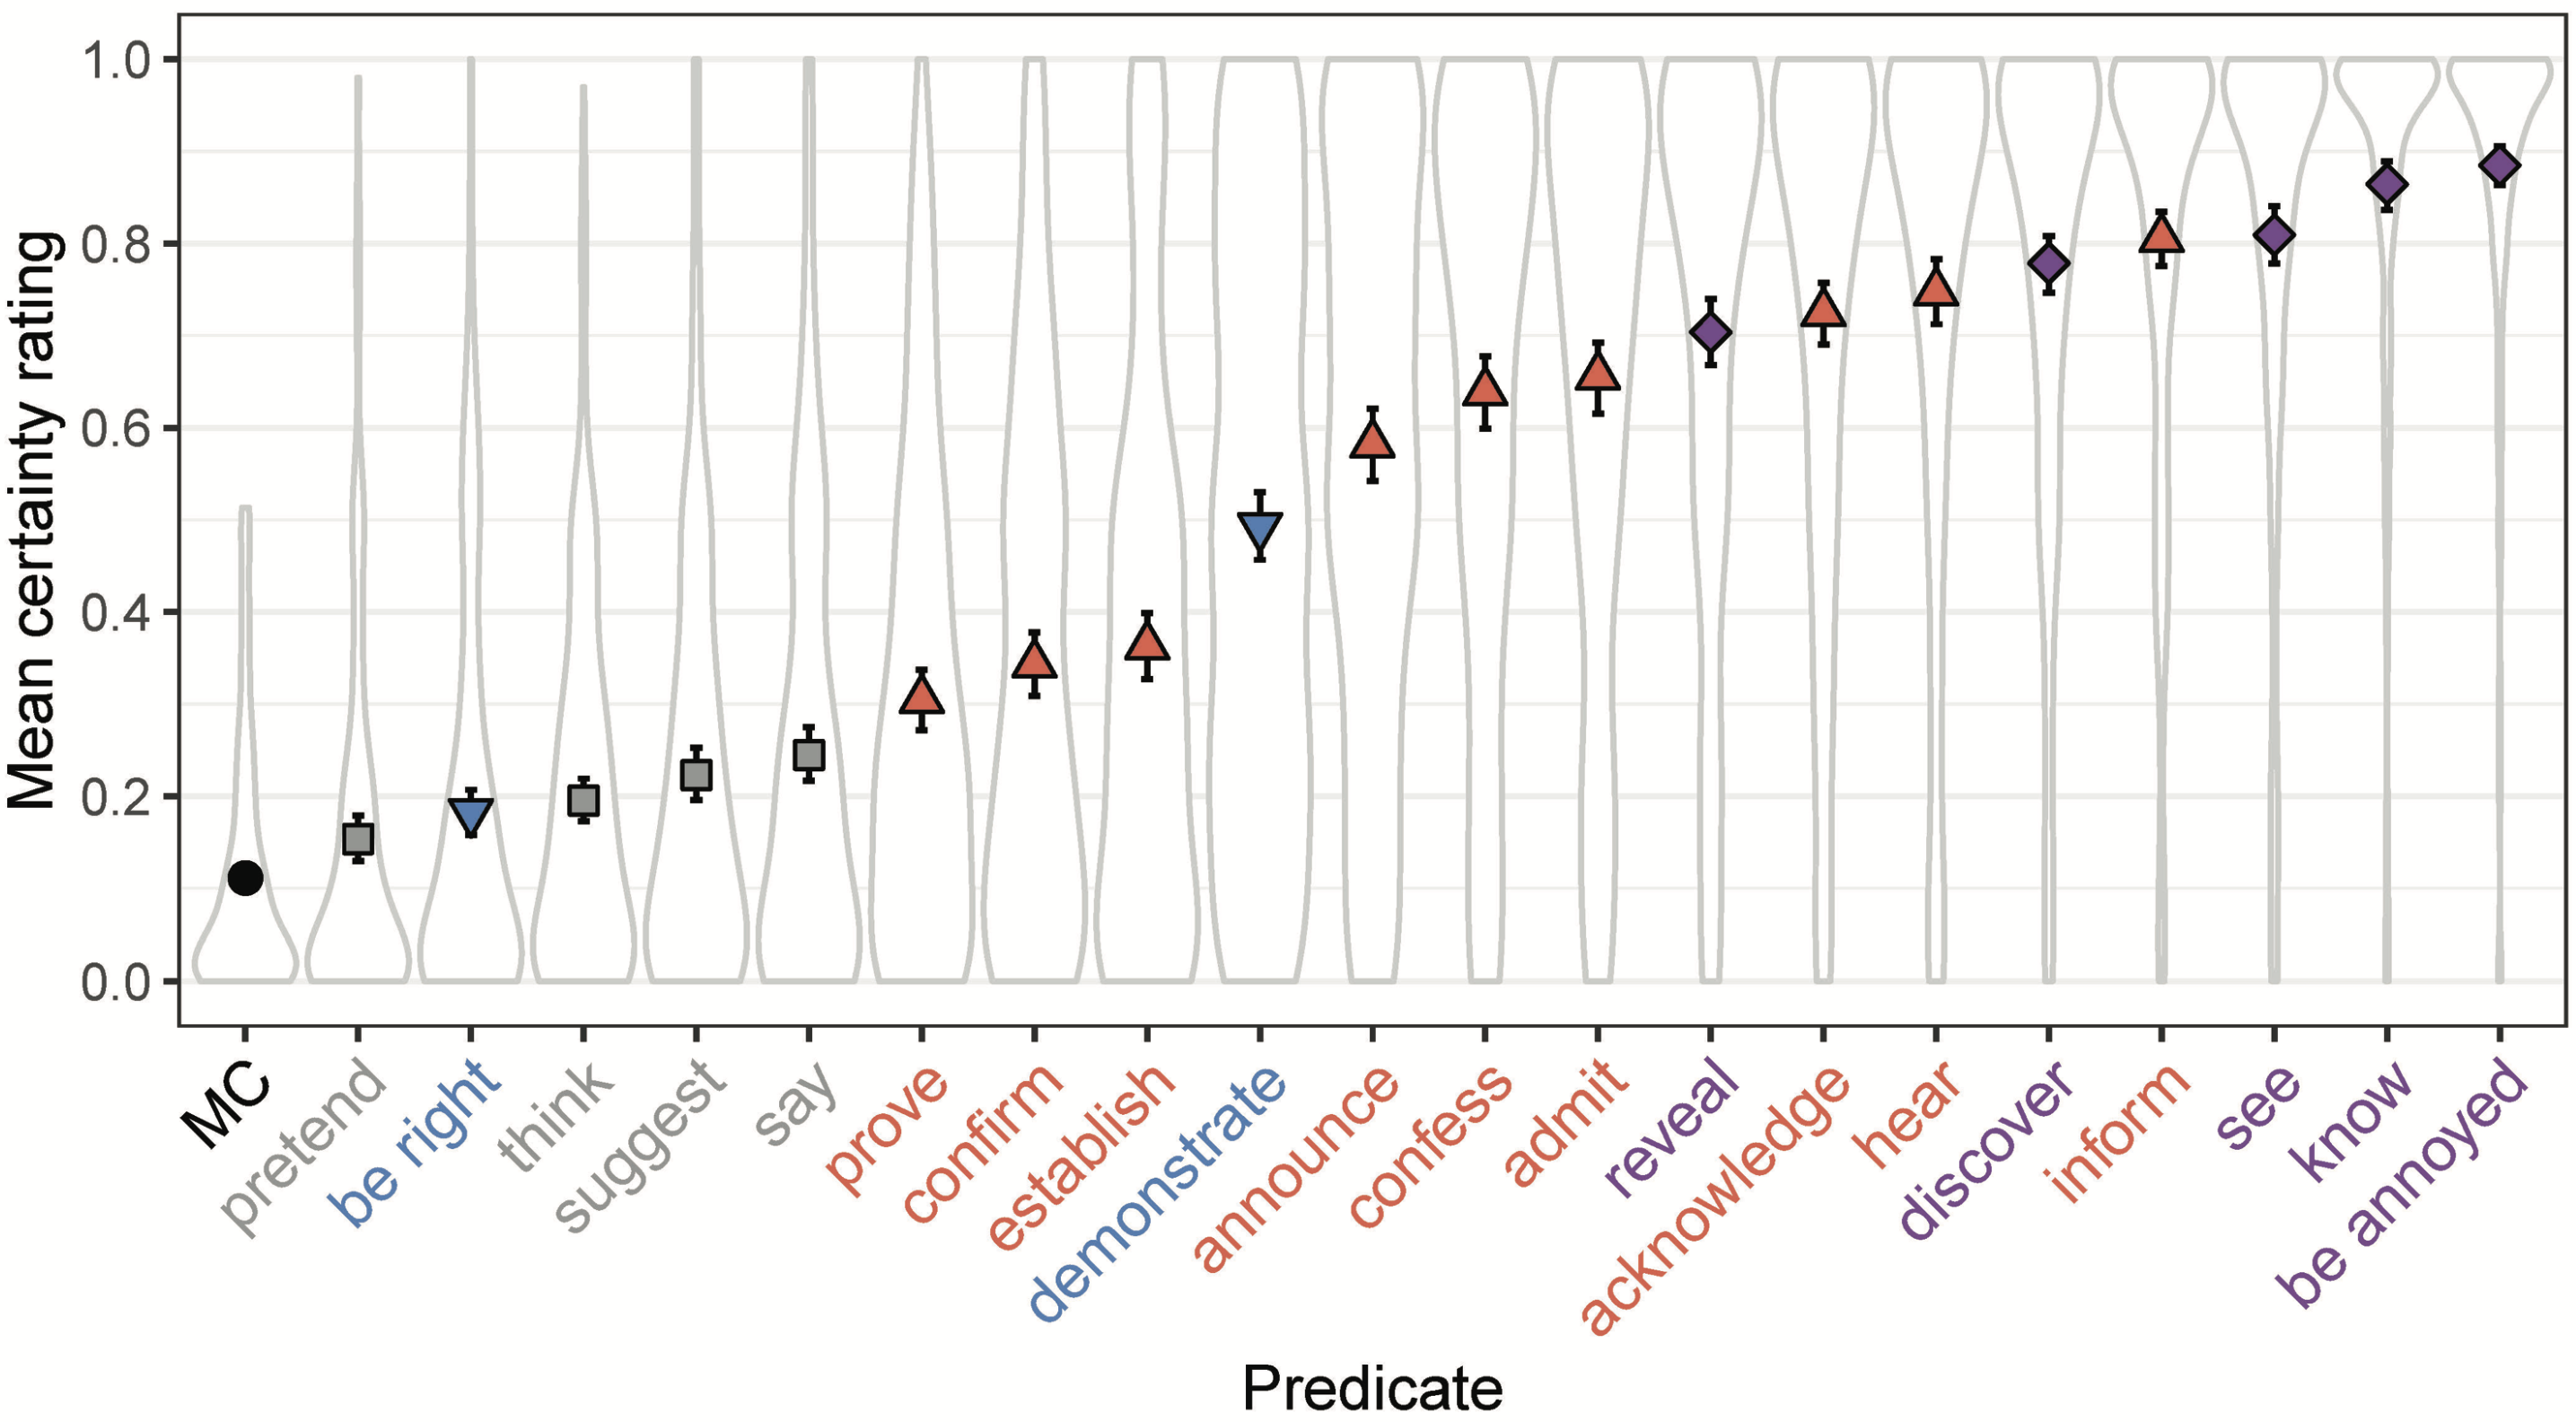 Mean certainty rating
1.0
0.8
0.6
0.4
0.2
0.0
MC
pretend
be right
think
suggest
say
prove
confirm
establish
demonstrate
announce
confess
admit
reveal
acknowledge
hear
discover
inform
see
know
be annoyed
Predicate